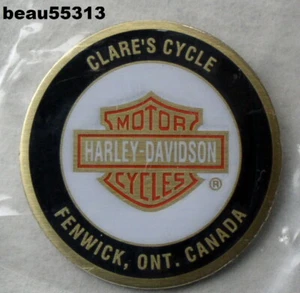 beau55313
CLARE'S CYCLE
MOTOR
HARLEY-DAVIDSON
CYCLES
®
FENWICK, ONT. CANADA